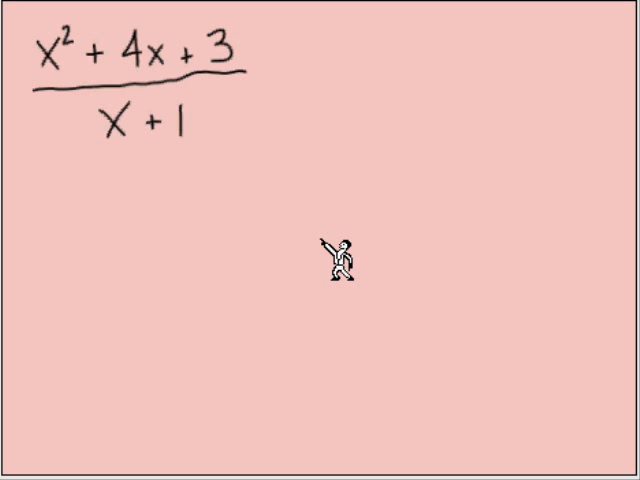 x² + 4x + 3
x + 1